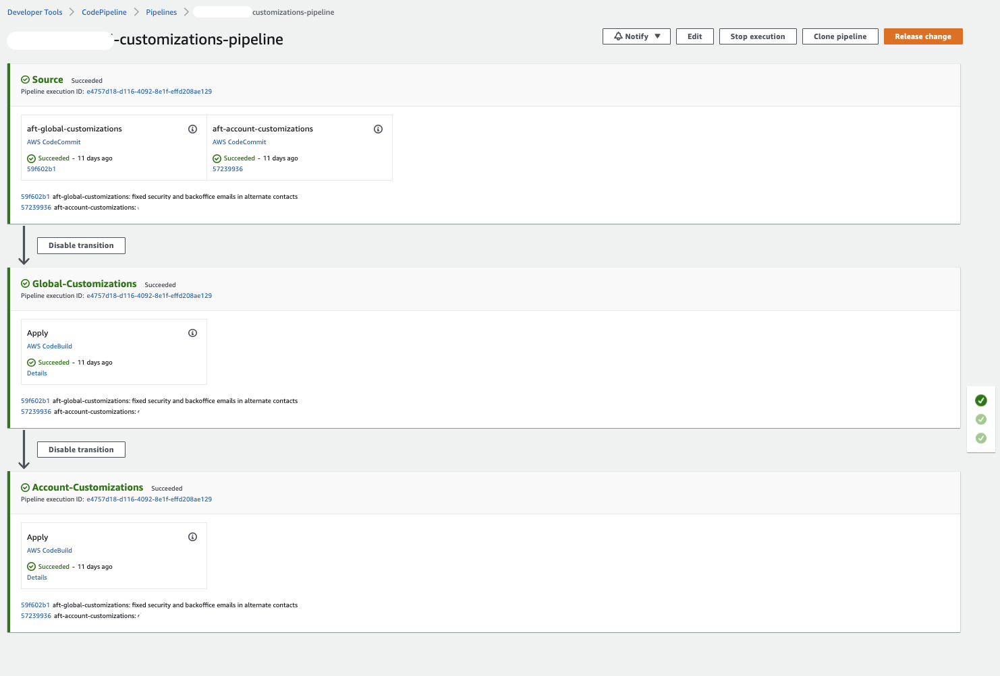 Developer Tools > CodePipeline > Pipelines > customizations-pipeline
-customizations-pipeline
Notify ▼ Edit Stop execution Clone pipeline Release change
Source Succeeded
Pipeline execution ID: e4757d18-d116-4092-8e1f-effd208ae129
aft-global-customizations
AWS CodeCommit
Succeeded - 11 days ago
59f602b1
aft-account-customizations
AWS CodeCommit
Succeeded - 11 days ago
57239936
59f602b1 aft-global-customizations: fixed security and backoffice emails in alternate contacts
57239936 aft-account-customizations:
Disable transition
Global-Customizations Succeeded
Pipeline execution ID: e4757d18-d116-4092-8e1f-effd208ae129
Apply
AWS CodeBuild
Succeeded - 11 days ago
Details
59f602b1 aft-global-customizations: fixed security and backoffice emails in alternate contacts
57239936 aft-account-customizations:
Disable transition
Account-Customizations Succeeded
Pipeline execution ID: e4757d18-d116-4092-8e1f-effd208ae129
Apply
AWS CodeBuild
Succeeded - 11 days ago
Details
59f602b1 aft-global-customizations: fixed security and backoffice emails in alternate contacts
57239936 aft-account-customizations: